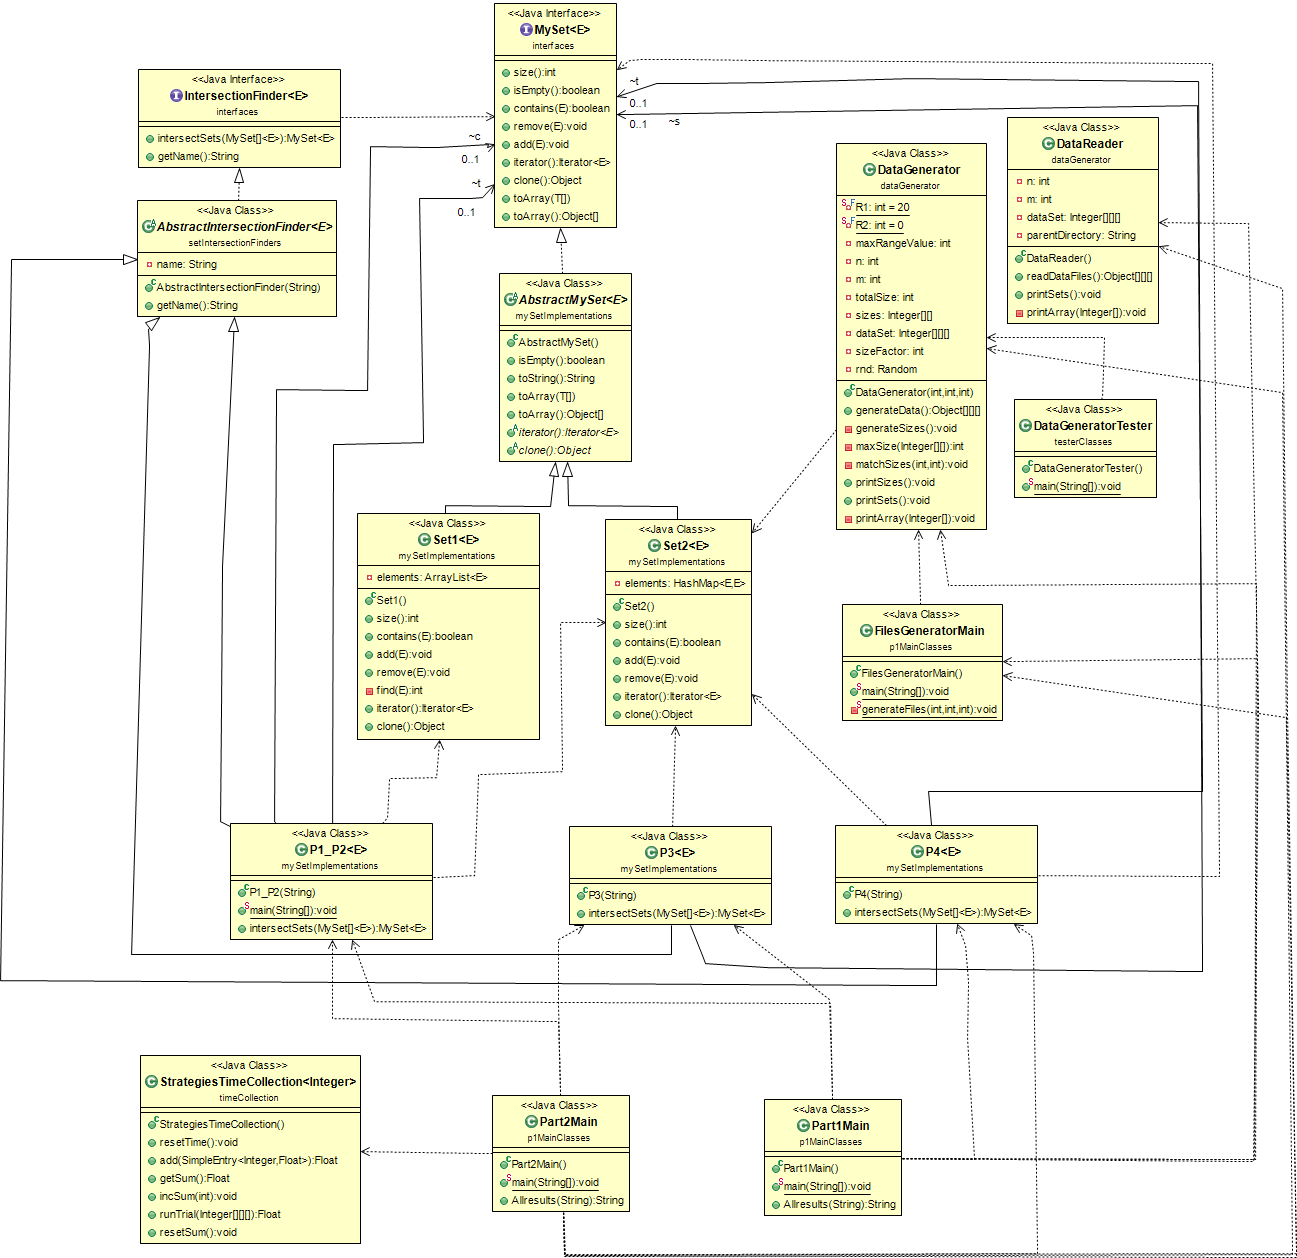 <<Java Interface>>
MySet<E>
interfaces
size():int
isEmpty():boolean
contains(E):boolean
remove(E):void
add(E):void
iterator():Iterator<E>
clone():Object
toArray(T[])
toArray():Object[]
<<Java Interface>>
IntersectionFinder<E>
interfaces
intersectSets(MySet[]<E>):MySet<E>
getName():String
~c
0..1
~t
0..1
~t
0..1
~s
0..1
<<Java Class>>
AbstractIntersectionFinder<E>
setIntersectionFinders
name: String
AbstractIntersectionFinder(String)
getName():String
<<Java Class>>
AbstractMySet<E>
mySetImplementations
AbstractMySet()
isEmpty():boolean
toString():String
toArray(T[])
toArray():Object[]
iterator():Iterator<E>
clone():Object
<<Java Class>>
DataGenerator
dataGenerator
R1: int = 20
R2: int = 0
maxRangeValue: int
n: int
m: int
totalSize: int
sizes: Integer[][]
dataSet: Integer[][][]
sizeFactor: int
rnd: Random
DataGenerator(int,int,int)
generateData():Object[][][]
generateSizes():void
maxSize(Integer[][]):int
matchSizes(int,int):void
printSizes():void
printSets():void
printArray(Integer[]):void
<<Java Class>>
DataReader
dataGenerator
n: int
m: int
dataSet: Integer[][][]
parentDirectory: String
DataReader()
readDataFiles():Object[][][]
printSets():void
printArray(Integer[]):void
<<Java Class>>
DataGeneratorTester
testerClasses
DataGeneratorTester()
main(String[]):void
<<Java Class>>
Set1<E>
mySetImplementations
elements: ArrayList<E>
Set1()
size():int
contains(E):boolean
add(E):void
remove(E):void
find(E):int
iterator():Iterator<E>
clone():Object
<<Java Class>>
Set2<E>
mySetImplementations
elements: HashMap<E,E>
Set2()
size():int
contains(E):boolean
add(E):void
remove(E):void
iterator():Iterator<E>
clone():Object
<<Java Class>>
FilesGeneratorMain
p1MainClasses
FilesGeneratorMain()
main(String[]):void
generateFiles(int,int,int):void
<<Java Class>>
P1_P2<E>
mySetImplementations
P1_P2(String)
main(String[]):void
intersectSets(MySet[]<E>):MySet<E>
<<Java Class>>
P3<E>
mySetImplementations
P3(String)
intersectSets(MySet[]<E>):MySet<E>
<<Java Class>>
P4<E>
mySetImplementations
P4(String)
intersectSets(MySet[]<E>):MySet<E>
<<Java Class>>
StrategiesTimeCollection<Integer>
timeCollection
StrategiesTimeCollection()
resetTime():void
add(SimpleEntry<Integer,Float>):Float
getSum():Float
incSum(int):void
runTrial(Integer[][][]):Float
resetSum():void
<<Java Class>>
Part2Main
p1MainClasses
Part2Main()
main(String[]):void
Allresults(String):String
<<Java Class>>
Part1Main
p1MainClasses
Part1Main()
main(String[]):void
Allresults(String):String